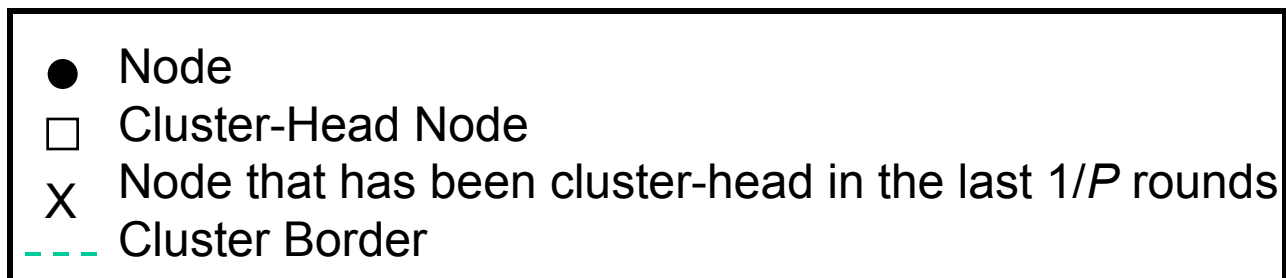 ● Node
□ Cluster-Head Node
X Node that has been cluster-head in the last 1/P rounds
Cluster Border